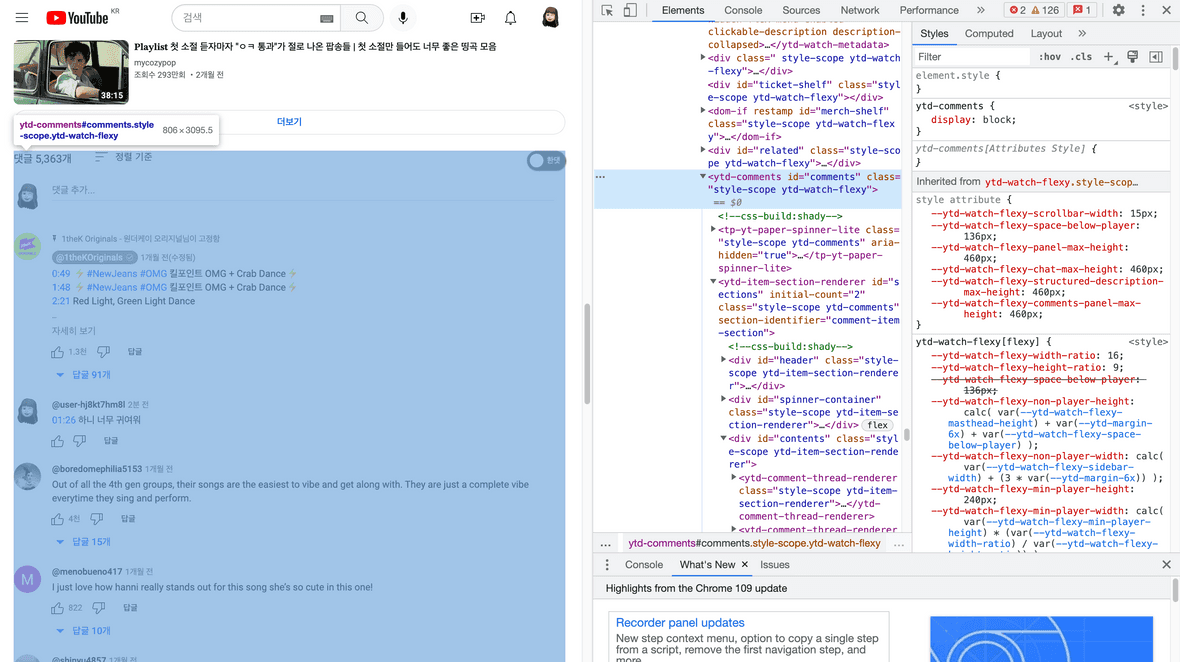 YouTube KR
검색
Playlist 첫 소절 듣자마자 "ㅇㅋ 통과"가 절로 나온 팝송들 | 첫 소절만 들어도 너무 좋은 띵곡 모음
mycozypop
조회수 293만회 • 2개월 전
38:15
더보기
ytd-comments#comments.style
-scope.ytd-watch-flexy
806 × 3095.5
댓글 5,363개
정렬 기준
한댓
댓글 추가...
1theK Originals - 원더케이 오리지널님이 고정함
@1theKOriginals
1개월 전(수정됨)
0:49 ⚡ #NewJeans #OMG 킬포인트 OMG + Crab Dance⚡
1:48 ⚡ #NewJeans #OMG 킬포인트 OMG + Crab Dance⚡
2:21 Red Light, Green Light Dance
자세히 보기
1.3천
답글
답글 91개
@user-hj8kt7hm8l 2분 전
01:26 하니 너무 귀여워
답글
@boredomephilia5153 1개월 전
Out of all the 4th gen groups, their songs are the easiest to vibe and get along with. They are just a complete vibe
everytime they sing and perform.
4천
답글
답글 15개
M
@menobueno417 1개월 전
I just love how hanni really stands out for this song she's so cute in this one!
822
답글
답글 10개
@shinyu4857 1개월 전
Elements Console Sources Network Performance »
2 126 1
clickable-description description-
collapsed>…</ytd-watch-metadata>
<div class=" style-scope ytd-watch
-flexy">…</div>
<div id="ticket-shelf" class="styl
e-scope ytd-watch-flexy"></div>
<dom-if restamp id="merch-shelf"
class="style-scope ytd-watch-flex
y">…</dom-if>
<div id="related" class="style-sco
pe ytd-watch-flexy">…</div>
<ytd-comments id="comments" class=
"style-scope ytd-watch-flexy">
== $0
<!--css-build:shady-->
<tp-yt-paper-spinner-lite class=
"style-scope ytd-comments" aria-
hidden="true">…</tp-yt-paper-
spinner-lite>
<ytd-item-section-renderer id="s
ections" initial-count="2"
class="style-scope ytd-comments"
section-identifier="comment-item
-section">
<!--css-build:shady-->
<div id="header" class="style-
scope ytd-item-section-rendere
r">…</div>
<div id="spinner-container"
class="style-scope ytd-item-se
ction-renderer">…</div> flex
<div id="contents" class="styl
e-scope ytd-item-section-rende
rer">
<ytd-comment-thread-renderer
class="style-scope ytd-item-
section-renderer">…</ytd-
comment-thread-renderer>
<ytd-comment-thread-renderer
... ytd-comments#comments.style-scope.ytd-watch-flexy ...
Styles Computed Layout »
Filter :hov .cls +
element.style {
}
ytd-comments { <style>
display: block;
}
ytd-comments[Attributes Style] {
}
Inherited from ytd-watch-flexy.style-scop…
style attribute {
--ytd-watch-flexy-scrollbar-width: 15px;
--ytd-watch-flexy-space-below-player:
136px;
--ytd-watch-flexy-panel-max-height:
460px;
--ytd-watch-flexy-chat-max-height: 460px;
--ytd-watch-flexy-structured-description-
max-height: 460px;
--ytd-watch-flexy-comments-panel-max-
height: 460px;
}
ytd-watch-flexy[flexy] { <style>
--ytd-watch-flexy-width-ratio: 16;
--ytd-watch-flexy-height-ratio: 9;
--ytd-watch-flexy-space-below-player:
136px;
--ytd-watch-flexy-non-player-height:
calc( var(--ytd-watch-flexy-
masthead-height) + var(--ytd-margin-
6x) + var(--ytd-watch-flexy-space-
below-player) );
--ytd-watch-flexy-non-player-width: calc(
var(--ytd-watch-flexy-sidebar-
width) + (3 * var(--ytd-margin-6x)) );
--ytd-watch-flexy-min-player-height:
240px;
--ytd-watch-flexy-min-player-width: calc(
var(--ytd-watch-flexy-min-player-
height) * (var(--ytd-watch-flexy-
width-ratio) / var(--ytd-watch-flexy-
Console What's New × Issues
Highlights from the Chrome 109 update
Recorder panel updates
New step context menu, option to copy a single step
from a script, remove the first navigation step, and
more.